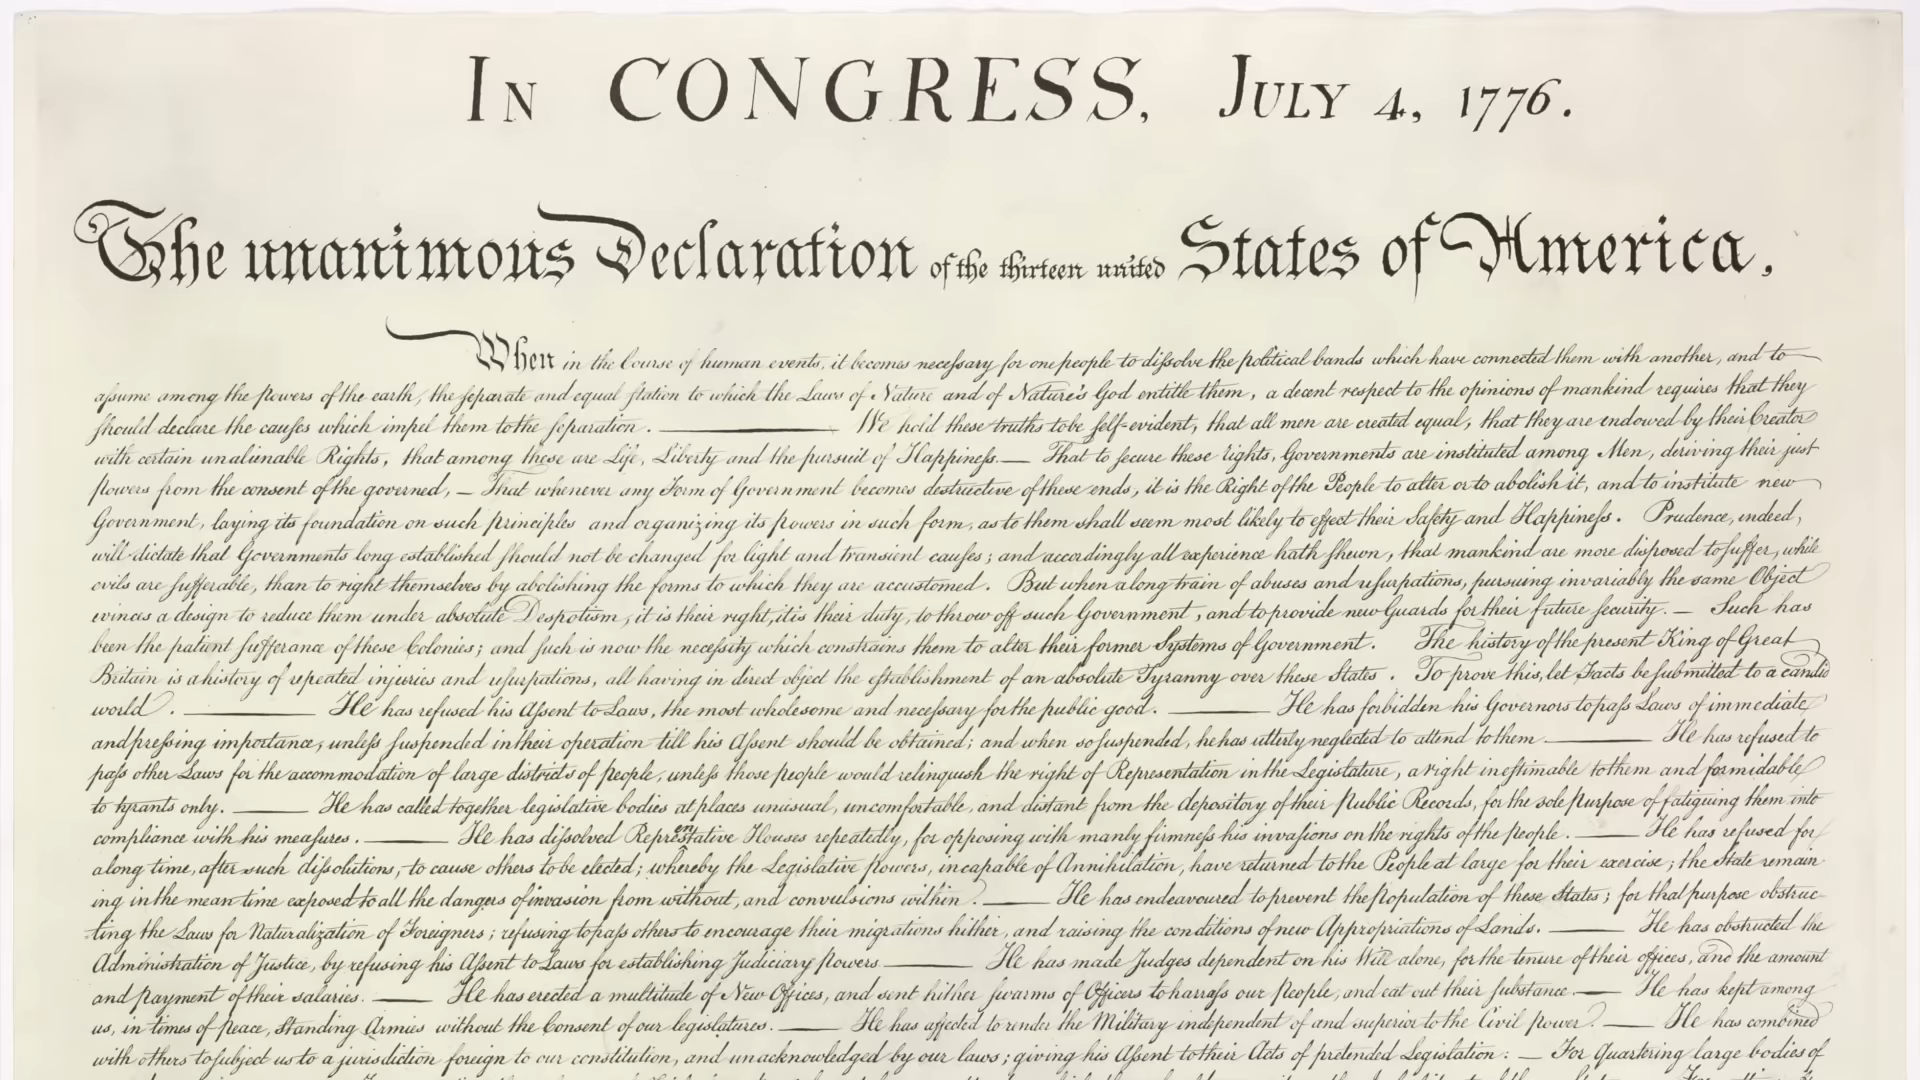 In CONGRESS, July 4, 1776.
The unanimous Declaration of the thirteen united States of America,
When in the Course of human events, it becomes necessary for one people to dissolve the political bands which have connected them with another, and to
assume among the powers of the earth, the separate and equal station to which the Laws of Nature and of Nature's God entitle them, a decent respect to the opinions of mankind requires that they
should declare the causes which impel them to the separation. ——— We hold these truths to be self-evident, that all men are created equal, that they are endowed by their Creator
with certain unalienable Rights, that among these are Life, Liberty and the pursuit of Happiness.— That to secure these rights, Governments are instituted among Men, deriving their just
powers from the consent of the governed, — That whenever any Form of Government becomes destructive of these ends, it is the Right of the People to alter or to abolish it, and to institute new
Government, laying its foundation on such principles and organizing its powers in such form, as to them shall seem most likely to effect their Safety and Happiness. Prudence, indeed,
will dictate that Governments long established should not be changed for light and transient causes; and accordingly all experience hath shewn, that mankind are more disposed to suffer, while
evils are sufferable, than to right themselves by abolishing the forms to which they are accustomed. But when a long train of abuses and usurpations, pursuing invariably the same Object
evinces a design to reduce them under absolute Despotism, it is their right, it is their duty, to throw off such Government, and to provide new Guards for their future security.— Such has
been the patient sufferance of these Colonies; and such is now the necessity which constrains them to alter their former Systems of Government. The history of the present King of Great
Britain is a history of repeated injuries and usurpations, all having in direct object the establishment of an absolute Tyranny over these States. To prove this, let Facts be submitted to a candid
world. ——— He has refused his Assent to Laws, the most wholesome and necessary for the public good. ——— He has forbidden his Governors to pass Laws of immediate
and pressing importance, unless suspended in their operation till his Assent should be obtained; and when so suspended, he has utterly neglected to attend to them ——— He has refused to
pass other Laws for the accommodation of large districts of people, unless those people would relinquish the right of Representation in the Legislature, a right inestimable to them and formidable
to tyrants only. ——— He has called together legislative bodies at places unusual, uncomfortable, and distant from the depository of their Public Records, for the sole purpose of fatiguing them into
compliance with his measures. ——— He has dissolved Representative Houses repeatedly, for opposing with manly firmness his invasions on the rights of the people. ——— He has refused for
a long time, after such dissolutions, to cause others to be elected; whereby the Legislative powers, incapable of Annihilation, have returned to the People at large for their exercise; the State remain
ing in the mean time exposed to all the dangers of invasion from without, and convulsions within. ——— He has endeavoured to prevent the population of these States; for that purpose obstruc-
ting the Laws for Naturalization of Foreigners; refusing to pass others to encourage their migrations hither, and raising the conditions of new Appropriations of Lands. ——— He has obstructed the
Administration of Justice, by refusing his Assent to Laws for establishing Judiciary powers ——— He has made Judges dependent on his Will alone, for the tenure of their offices, and the amount
and payment of their salaries. ——— He has erected a multitude of New Offices, and sent hither swarms of Officers to harrass our people, and eat out their substance.——— He has kept among
us, in times of peace, Standing Armies without the Consent of our legislatures. ——— He has affected to render the Military independent of and superior to the Civil power. ——— He has combined
with others to subject us to a jurisdiction foreign to our constitution, and unacknowledged by our laws; giving his Assent to their Acts of pretended Legislation: — For Quartering large bodies of